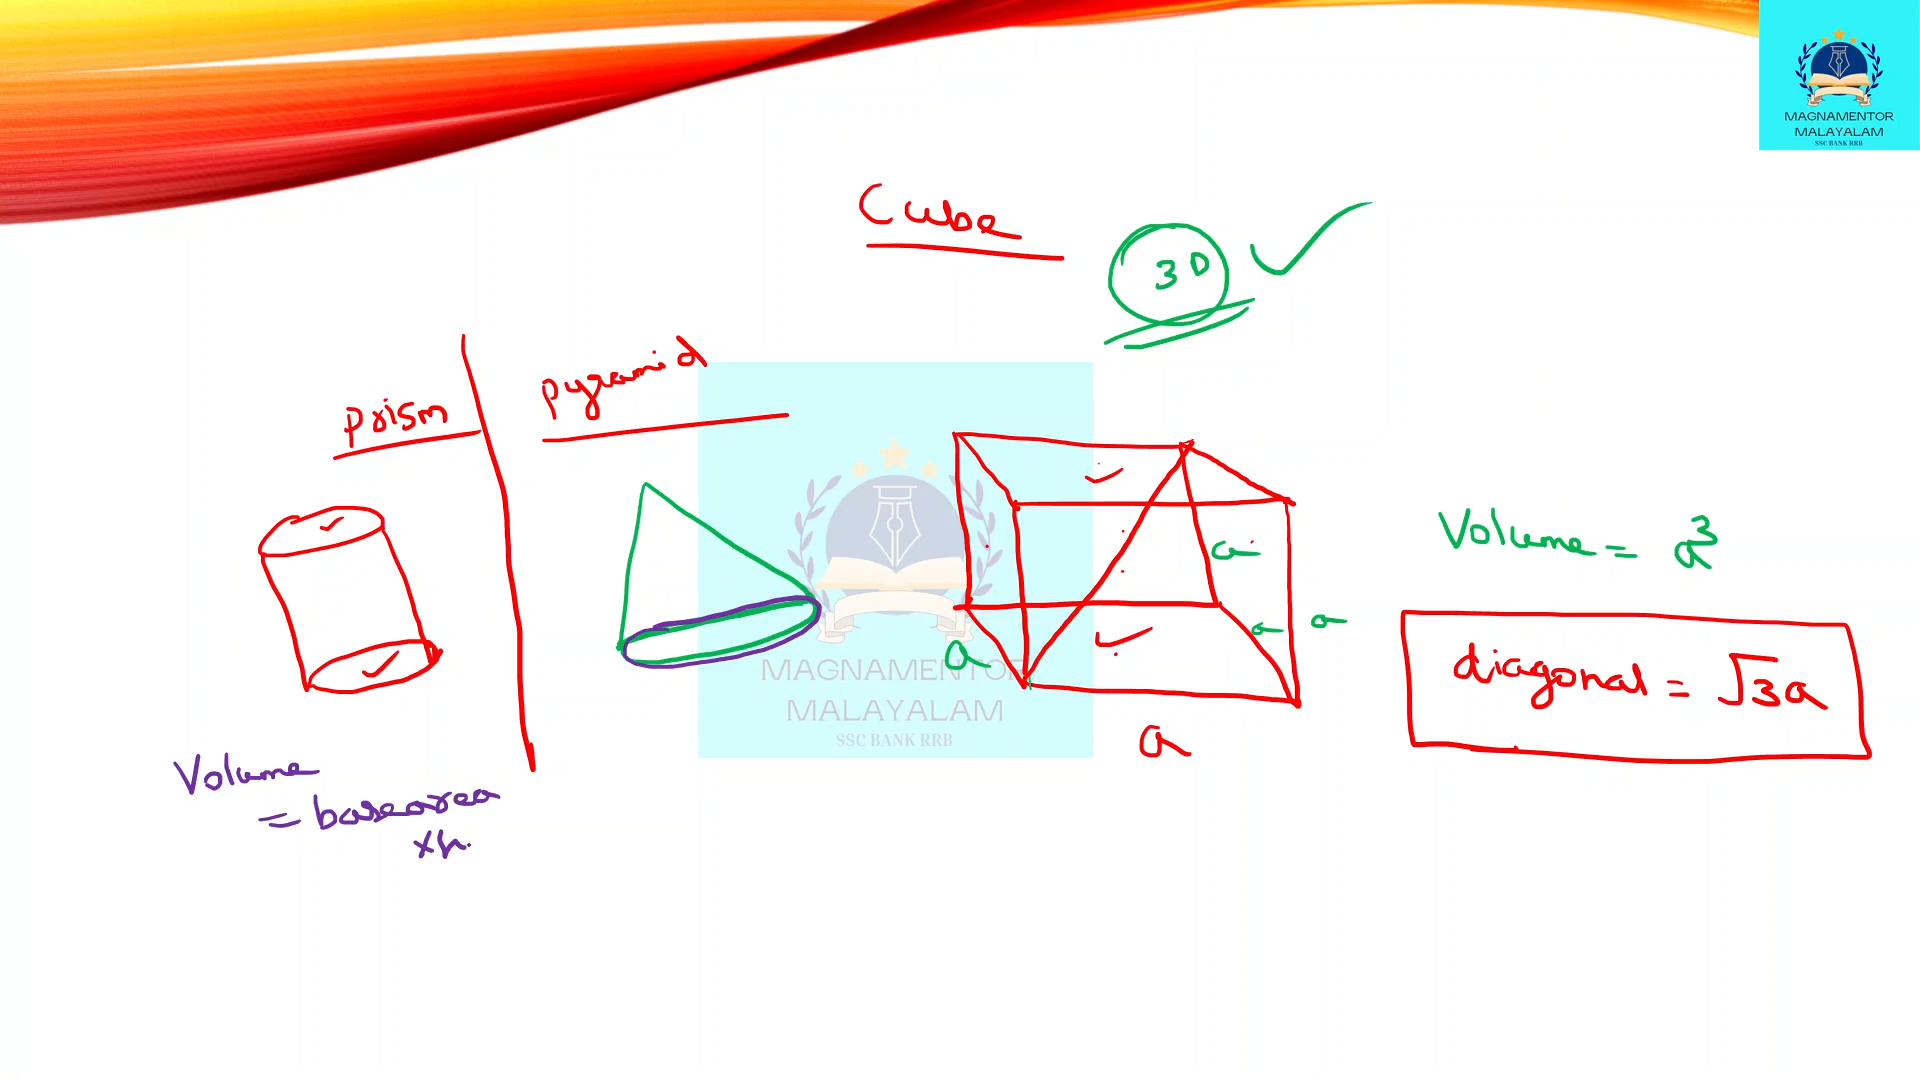 MAGNAMENTOR
MALAYALAM
SSC BANK RRB
Cube
3D
Prism
Pyramid
a
a
a
a
a
Volume = a³
diagonal = √3a
Volume
= basearea
xh.
MAGNAMENTOR
MALAYALAM
SSC BANK RRB